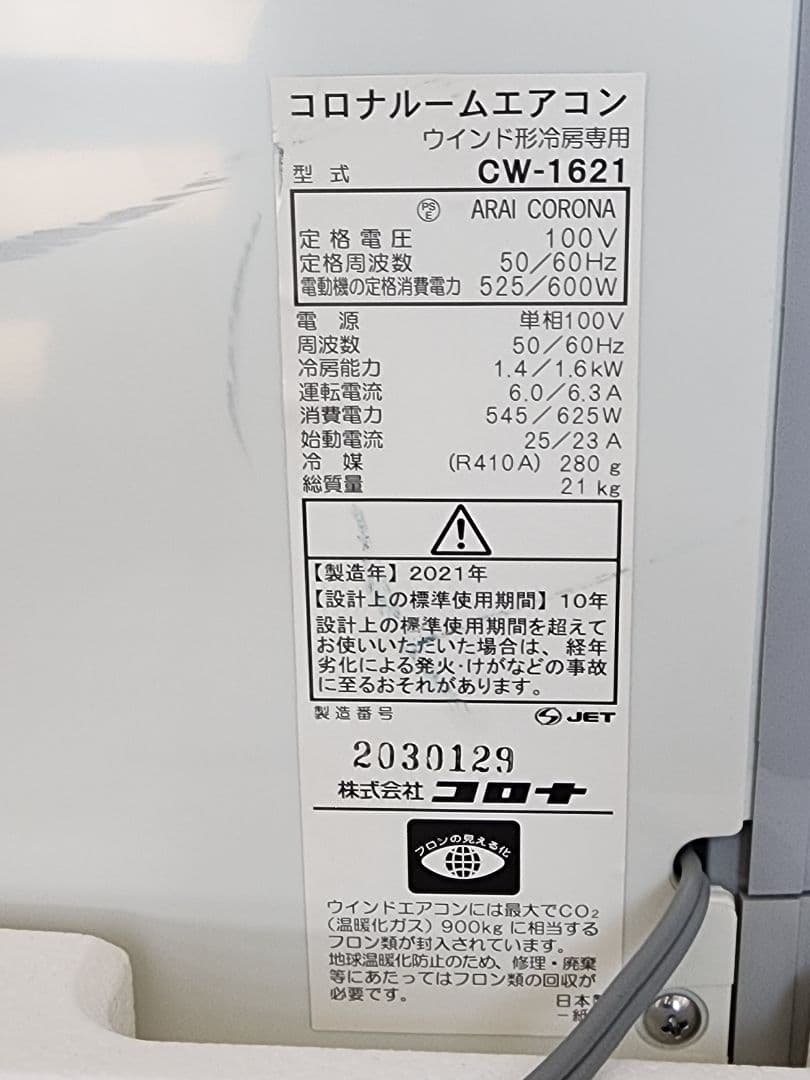 コロナルームエアコン
ウインド形冷房専用
型式 CW-1621
PSE ARAI CORONA
定格電圧 100V
定格周波数 50/60Hz
電動機の定格消費電力 525/600W
電源 単相100V
周波数 50/60Hz
冷房能力 1.4/1.6kW
運転電流 6.0/6.3A
消費電力 545/625W
始動電流 25/23A
冷媒 (R410A) 280g
総質量 21kg
【製造年】2021年
【設計上の標準使用期間】10年
設計上の標準使用期間を超えて
お使いいただいた場合は、経年
劣化による発火・けがなどの事故
に至るおそれがあります。
製造番号 JET
2030129
株式会社 コロナ
フロンの見える化
ウインドエアコンには最大でCO₂
(温暖化ガス)900kgに相当する
フロン類が封入されています。
地球温暖化防止のため、修理・廃棄
等にあたってはフロン類の回収が
必要です。
日本
一紙